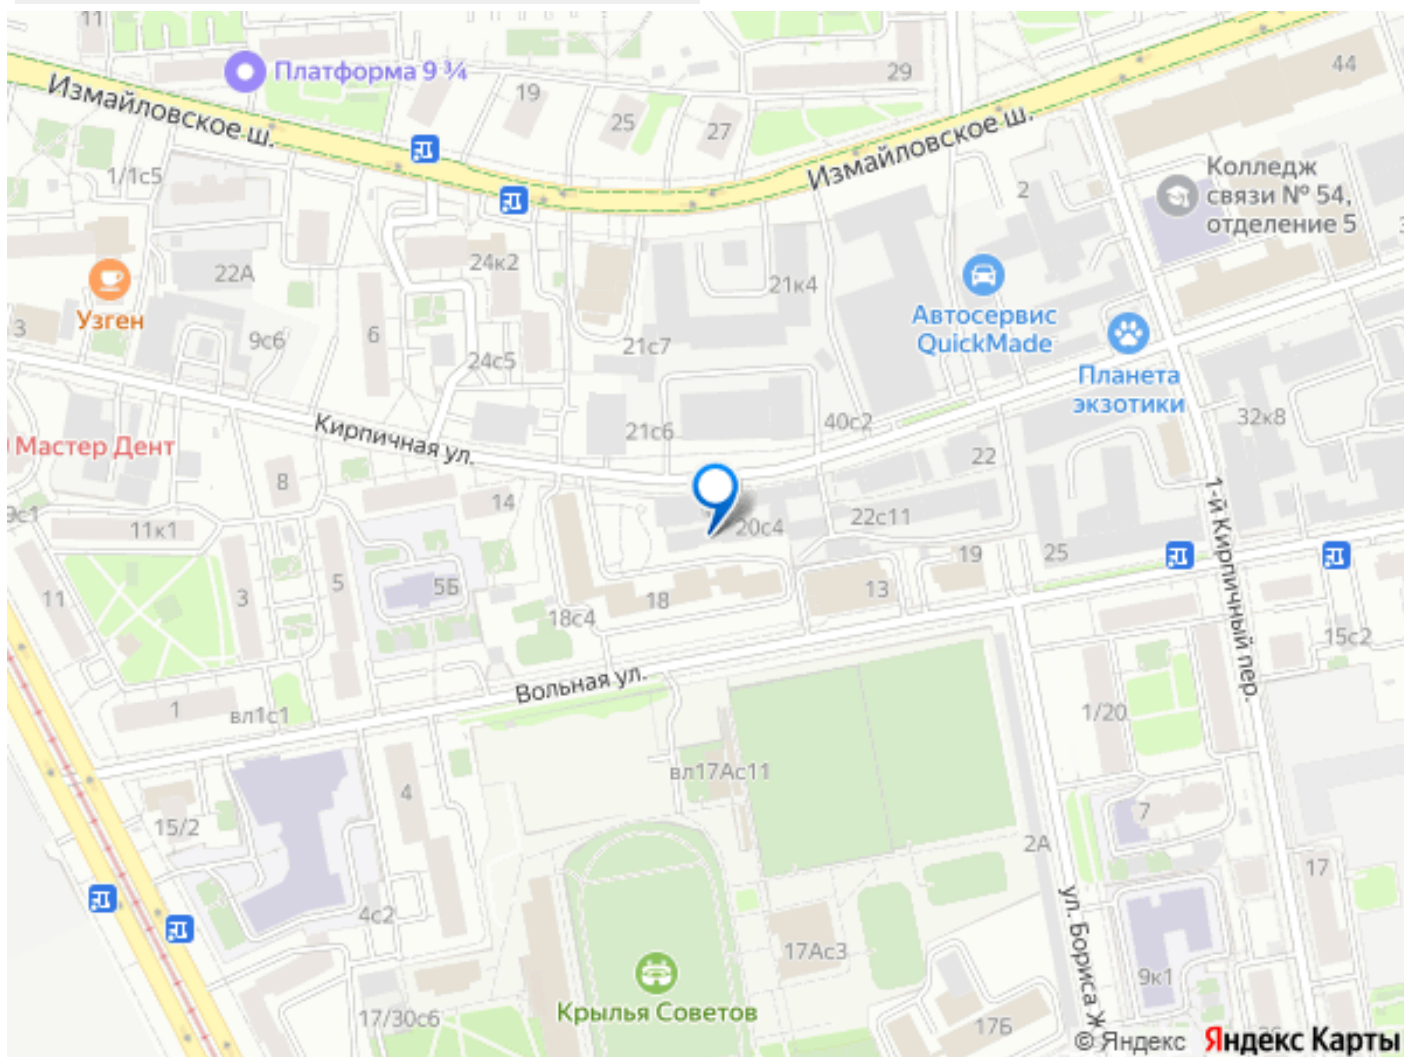 11
Платформа 9 ¾
29
44
Измайловское ш.
19
25
27
Измайловское ш.
Колледж
связи № 54,
отделение 5
1/1с5
2
24к2
22А
21к4
Узген
3
9с6
6
Автосервис
QuickMade
21с7
24с5
Планета
экзотики
Кирпичная ул.
21с6
40с2
32к8
Мастер Дент
22
8
14
1-й Кирпичный пер.
11к1
20с4
22с11
19
25
11
3
5
5Б
18
13
18с4
15с2
Вольная ул.
1
вл1с1
1/20
вл17Ас11
4
7
15/2
2А
17
4с2
ул. Бориса Ж
17Ас3
9к1
Крылья Советов
17/30с6
17Б
© Яндекс Яндекс Карты